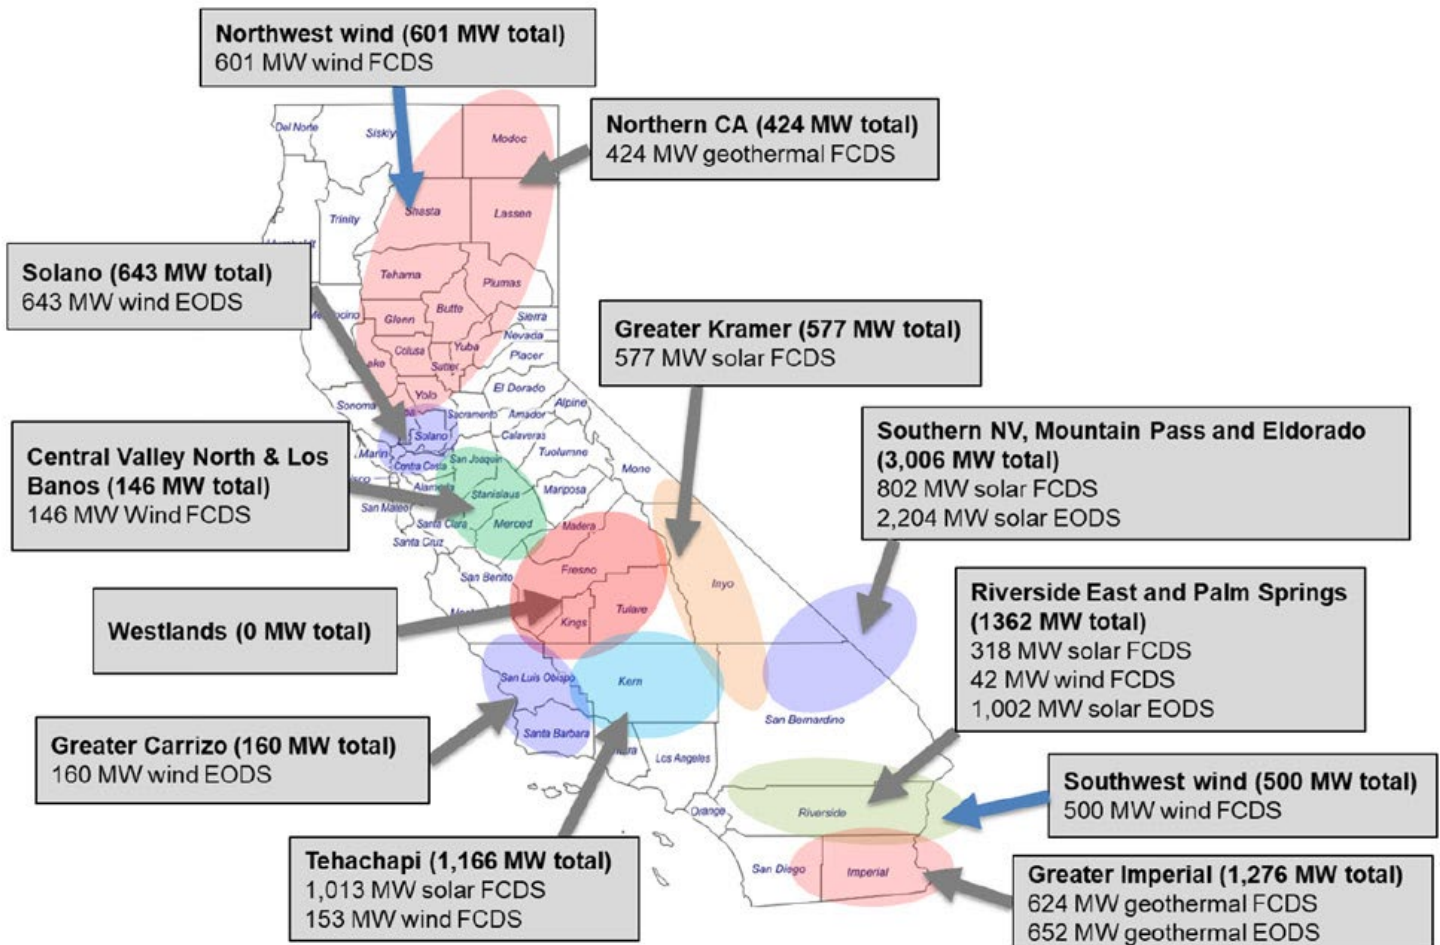 Northwest wind (601 MW total)
601 MW wind FCDS
Northern CA (424 MW total)
424 MW geothermal FCDS
Del Norte
Siskiy
Modoc
Shasta
Lassen
Trinity
Solano (643 MW total)
643 MW wind EODS
Tehama
Plumas
Butte
Glenn
Sierra
Nevada
Colusa
Yuba
Placer
ake
Sutter
Greater Kramer (577 MW total)
577 MW solar FCDS
Yolo
El Dorado
Sonoma
Sacramento
Amador
Alpine
Solano
Calaveras
Marin
Contra Costa
San Joaquin
Tuolumne
Mono
Central Valley North & Los
Banos (146 MW total)
146 MW Wind FCDS
Alameda
Stanislaus
Mariposa
San Mateo
Santa Clara
Merced
Madera
Santa Cruz
Southern NV, Mountain Pass and Eldorado
(3,006 MW total)
802 MW solar FCDS
2,204 MW solar EODS
San Benito
Fresno
Inyo
Tulare
Kings
Westlands (0 MW total)
Riverside East and Palm Springs
(1362 MW total)
318 MW solar FCDS
42 MW wind FCDS
1,002 MW solar EODS
San Luis Obispo
Kern
San Bernardino
Santa Barbara
Los Angeles
Greater Carrizo (160 MW total)
160 MW wind EODS
Orange
Riverside
Southwest wind (500 MW total)
500 MW wind FCDS
Tehachapi (1,166 MW total)
1,013 MW solar FCDS
153 MW wind FCDS
San Diego
Imperial
Greater Imperial (1,276 MW total)
624 MW geothermal FCDS
652 MW geothermal EODS